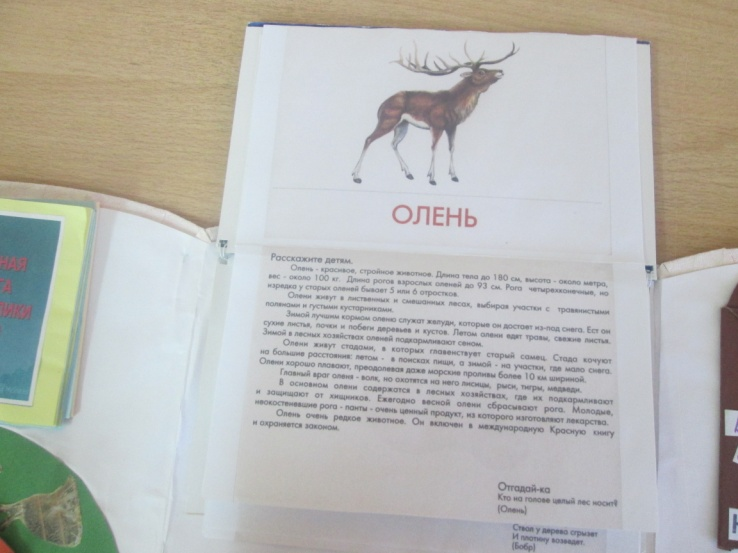 ОЛЕНЬ
Расскажите детям.
Олень - красивое, стройное животное. Длина тела до 180 см, высота - около метра,
вес - около 100 кг. Длина рогов взрослых оленей до 93 см. Рога четырехконечные, но
изредка у старых оленей бывает 5 или 6 отростков.
Олени живут в лиственных и смешанных лесах, выбирая участки с травянистыми
полянами и густыми кустарниками.
Зимой лучшим кормом оленю служат желуди, которые он достает из-под снега. Ест он
сухие листья, почки и побеги деревьев и кустов. Летом олени едят травы, свежие листья.
Зимой в лесных хозяйствах оленей подкармливают сеном.
Олени живут стадами, в которых главенствует старый самец. Стада кочуют
на большие расстояния: летом - в поисках пищи, а зимой - на участки, где мало снега.
Олени хорошо плавают, преодолевая даже морские проливы более 10 км шириной.
Главный враг оленя - волк, но охотятся на него лисицы, рыси, тигры, медведи.
В основном олени содержатся в лесных хозяйствах, где их подкармливают
и защищают от хищников. Ежегодно весной олени сбрасывают рога. Молодые,
неокостеневшие рога - панты - очень ценный продукт, из которого изготовляют лекарства.
Олень очень редкое животное. Он включен в международную Красную книгу
и охраняется законом.
Отгадай-ка
Кто на голове целый лес носит?
(Олень)
Ствол у дерева сгрызет
И плотину возведет.
(Бобр)